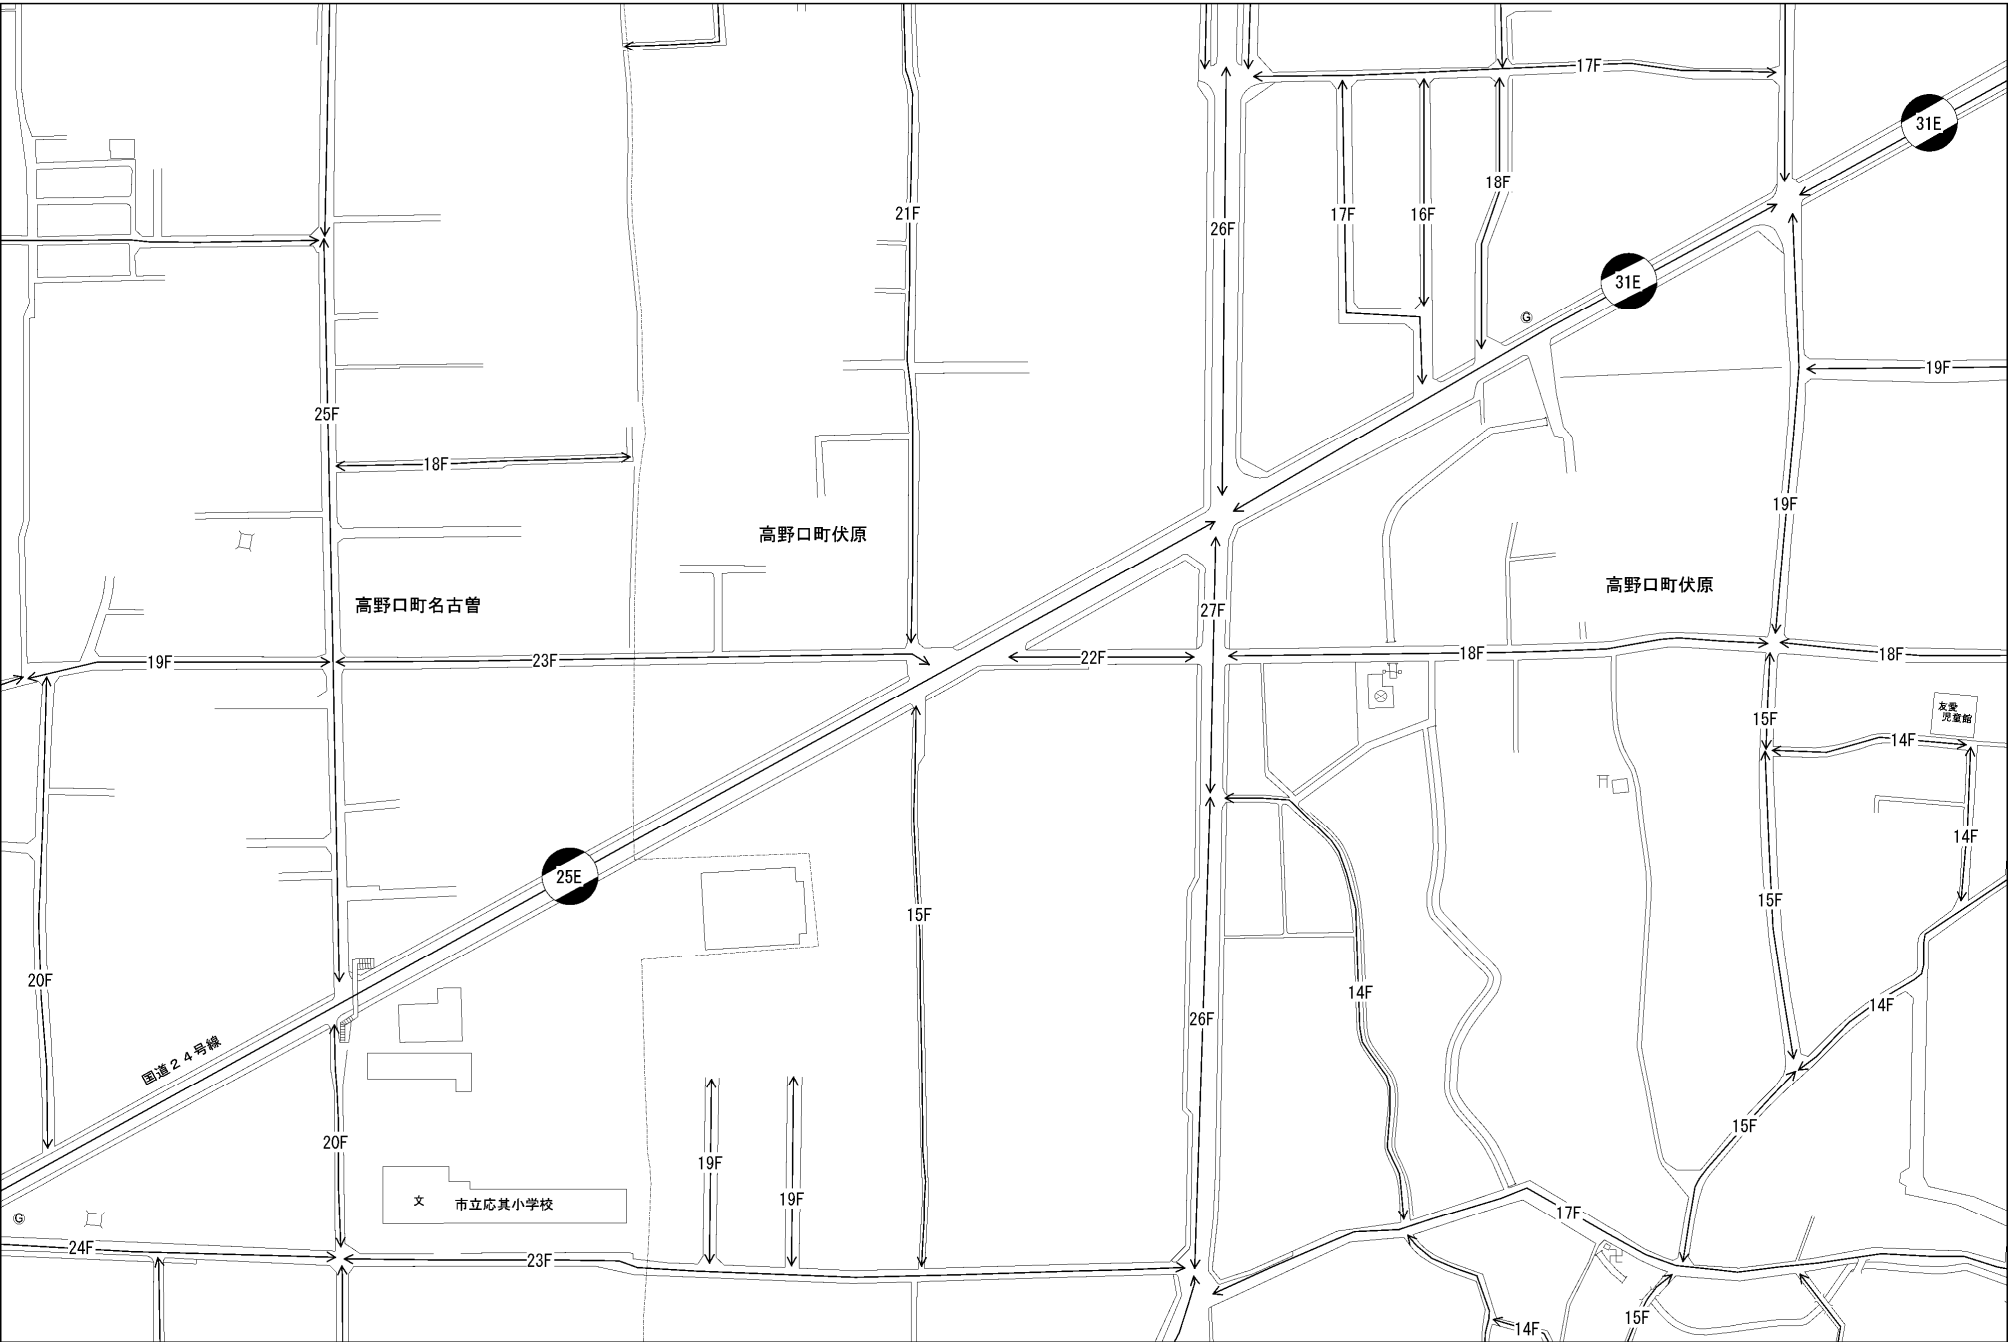 17F
31E
18F
21F
17F
16F
26F
31E
G
19F
25F
18F
19F
高野口町伏原
高野口町伏原
高野口町名古曽
27F
19F
23F
22F
18F
18F
友愛
児童館
15F
14F
14F
25E
15F
15F
20F
14F
14F
26F
国道24号線
15F
20F
19F
19F
文
市立応其小学校
17F
G
24F
23F
15F
14F